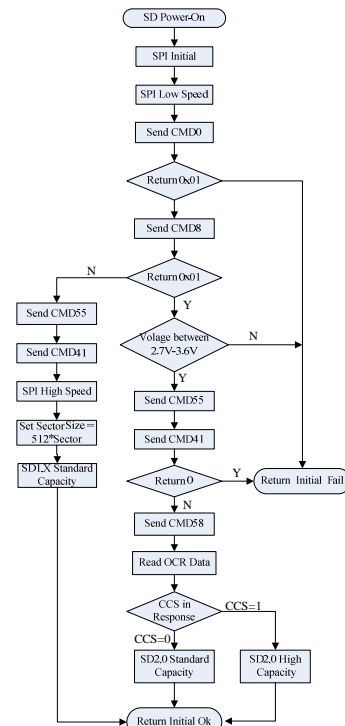 SD Power-On
SPI Initial
SPI Low Speed
Send CMD0
Return 0x01
Send CMD8
Return 0x01
N
Y
Send CMD55
Volage between
2.7V-3.6V
N
Send CMD41
Y
SPI High Speed
Send CMD55
Set Sector Size =
512*Sector
Send CMD41
SD1.X Standard
Capacity
Return 0
Y
Return Initial Fail
N
Send CMD58
Read OCR Data
CCS in
Response
CCS=1
CCS=0
SD2.0 Standard
Capacity
SD2.0 High
Capacity
Return Initial Ok